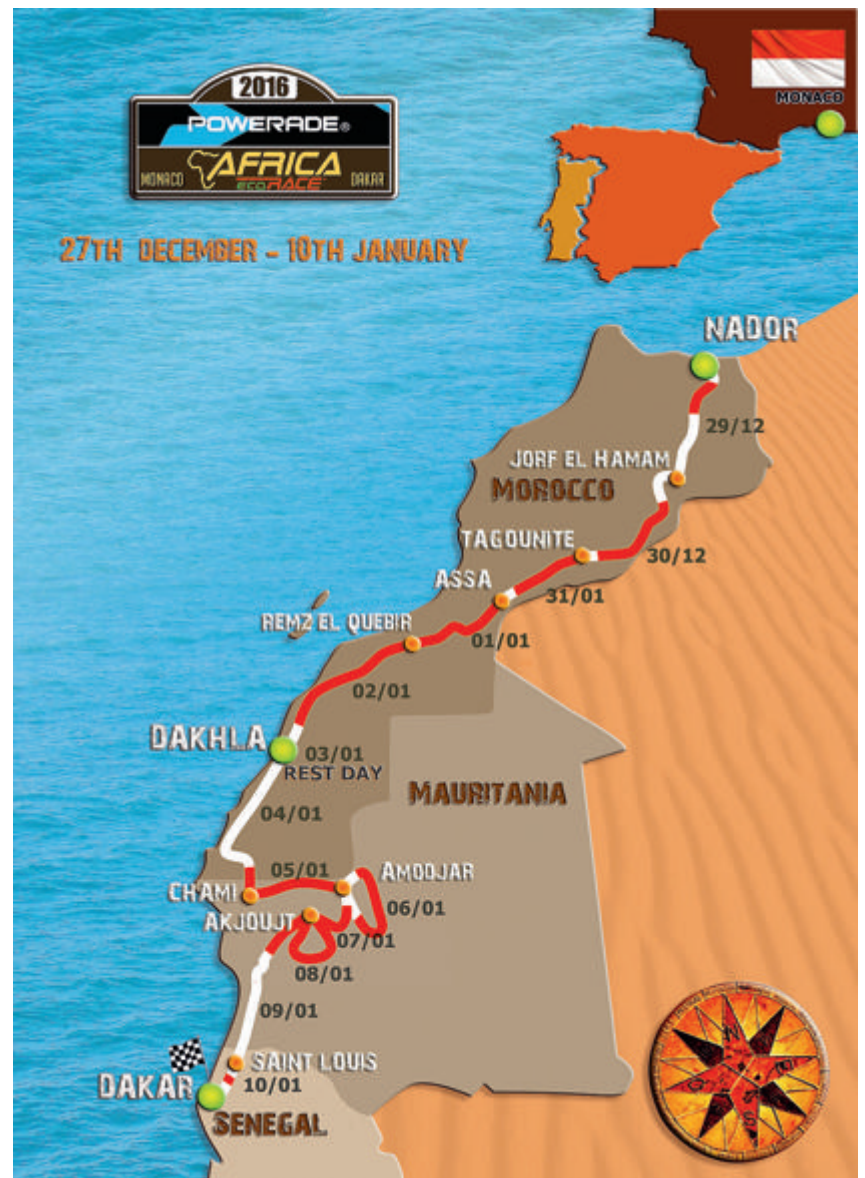 2016
POWERADE®
MONACO
AFRICA
ecoRACE
DAKAR
MONACO
27TH DECEMBER - 10TH JANUARY
NADOR
29/12
JORF EL HAMAM
MOROCCO
TAGOUNITE
30/12
ASSA
31/01
REMZ EL QUEBIR
01/01
02/01
DAKHLA
03/01
REST DAY
MAURITANIA
04/01
05/01
AMODJAR
CHAMI
06/01
AKJOUJT
07/01
08/01
09/01
SAINT LOUIS
DAKAR
10/01
SENEGAL